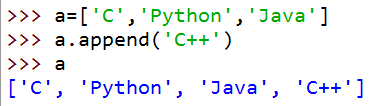 >>> a=['C','Python','Java']
>>> a.append('C++')
>>> a
['C', 'Python', 'Java', 'C++']